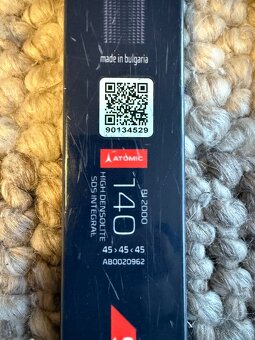 made in bulgaria
90134529
ATOMIC
BI 2000
140
HIGH DENSOLITE
SDS INTEGRAL
45 > 45 < 45
AB0020962